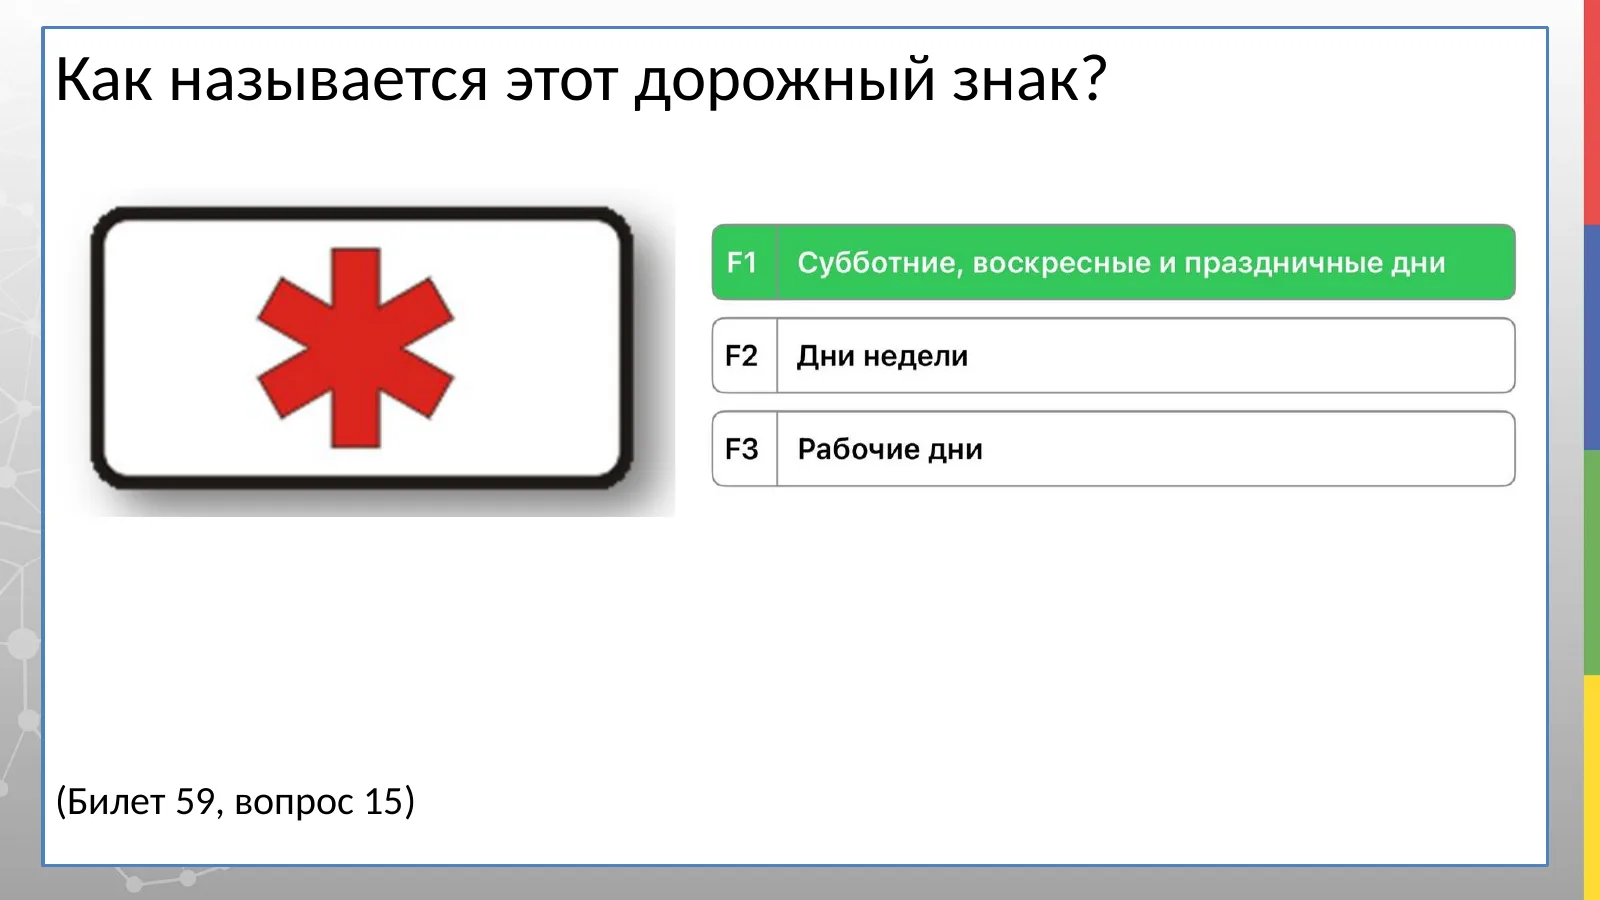 Как называется этот дорожный знак?
F1 Субботние, воскресные и праздничные дни
F2 Дни недели
F3 Рабочие дни
(Билет 59, вопрос 15)